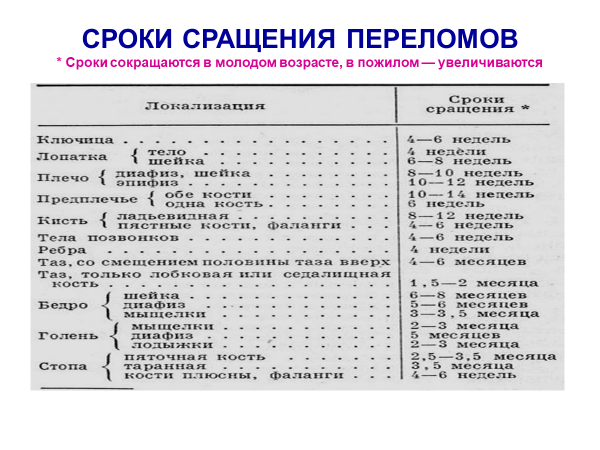 СРОКИ СРАЩЕНИЯ ПЕРЕЛОМОВ
* Сроки сокращаются в молодом возрасте, в пожилом — увеличиваются
Локализация Сроки сращения *
Ключица . . . . . . . . . . . . . . . 4—6 недель
Лопатка { тело . . . . . . . . . . . 4 недели
шейка . . . . . . . . . . . 6—8 недель
Плечо { диафиз, шейка . . . . . . . . 8—10 недель
эпифиз . . . . . . . . . . . 10—12 недель
Предплечье { обе кости . . . . . . . 10—14 недель
одна кость . . . . . . . 6 недель
Кисть { ладьевидная . . . . . . . . . 8—12 недель
пястные кости, фаланги . . . . 4—6 недель
Тела позвонков . . . . . . . . . . . 4—6 недель
Ребра . . . . . . . . . . . . . . . . 4 недели
Таз, со смещением половины таза вверх 4—6 месяцев
Таз, только лобковая или седалищная
кость . . . . . . . . . . . . . . . 1,5—2 месяца
Бедро { шейка . . . . . . . . . . . . 6—8 месяцев
диафиз . . . . . . . . . . . 5—6 месяцев
мыщелки . . . . . . . . . . . 3—3,5 месяца
Голень { мыщелки . . . . . . . . . . 2—3 месяца
диафиз . . . . . . . . . . . 5 месяцев
лодыжки . . . . . . . . . . 2—3 месяца
Стопа { пяточная кость . . . . . . . 2,5—3,5 месяца
таранная . . . . . . . . . . 3,5 месяца
кости плюсны, фаланги . . . 4—6 недель